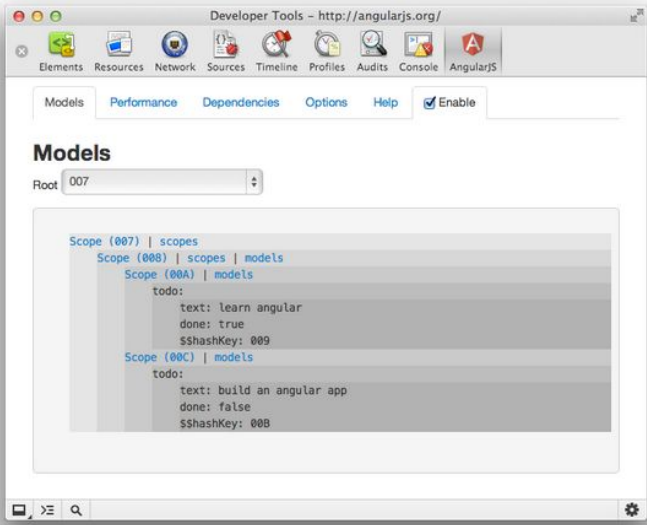 Developer Tools - http://angularjs.org/
Elements Resources Network Sources Timeline Profiles Audits Console AngularJS
Models Performance Dependencies Options Help Enable
Models
Root 007
Scope (007) | scopes
Scope (008) | scopes | models
Scope (00A) | models
todo:
text: learn angular
done: true
$$hashKey: 009
Scope (00C) | models
todo:
text: build an angular app
done: false
$$hashKey: 00B